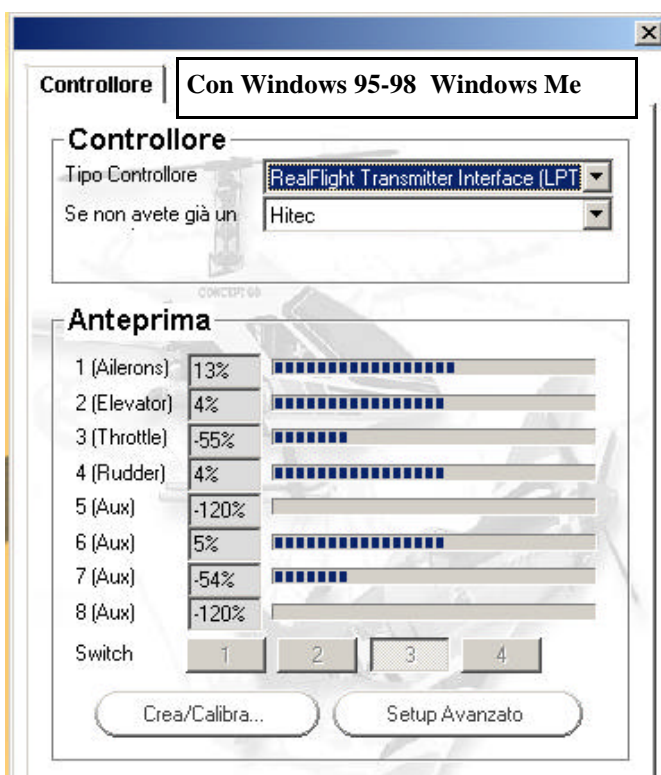 Controllore
Con Windows 95-98 Windows Me
Controllore
Tipo Controllore RealFlight Transmitter Interface (LPT
Se non avete già un Hitec
CONCEPT 60
Anteprima
1 (Ailerons) 13%
2 (Elevator) 4%
3 (Throttle) -55%
4 (Rudder) 4%
5 (Aux) -120%
6 (Aux) 5%
7 (Aux) -54%
8 (Aux) -120%
Switch 1 2 3 4
Crea/Calibra... Setup Avanzato